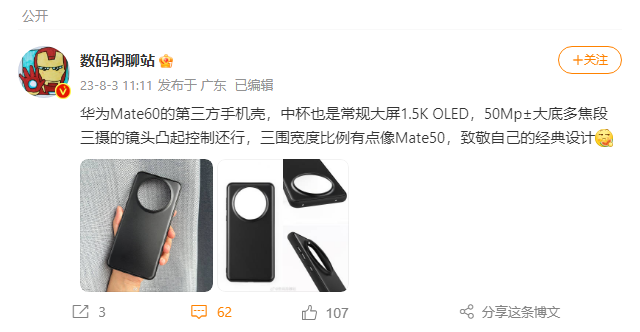 公开
数码闲聊站
+关注
23-8-3 11:11 发布于 广东 已编辑
华为Mate60的第三方手机壳，中杯也是常规大屏1.5K OLED，50Mp±大底多焦段
三摄的镜头凸起控制还行，三围宽度比例有点像Mate50，致敬自己的经典设计
3
62
107
分享这条博文